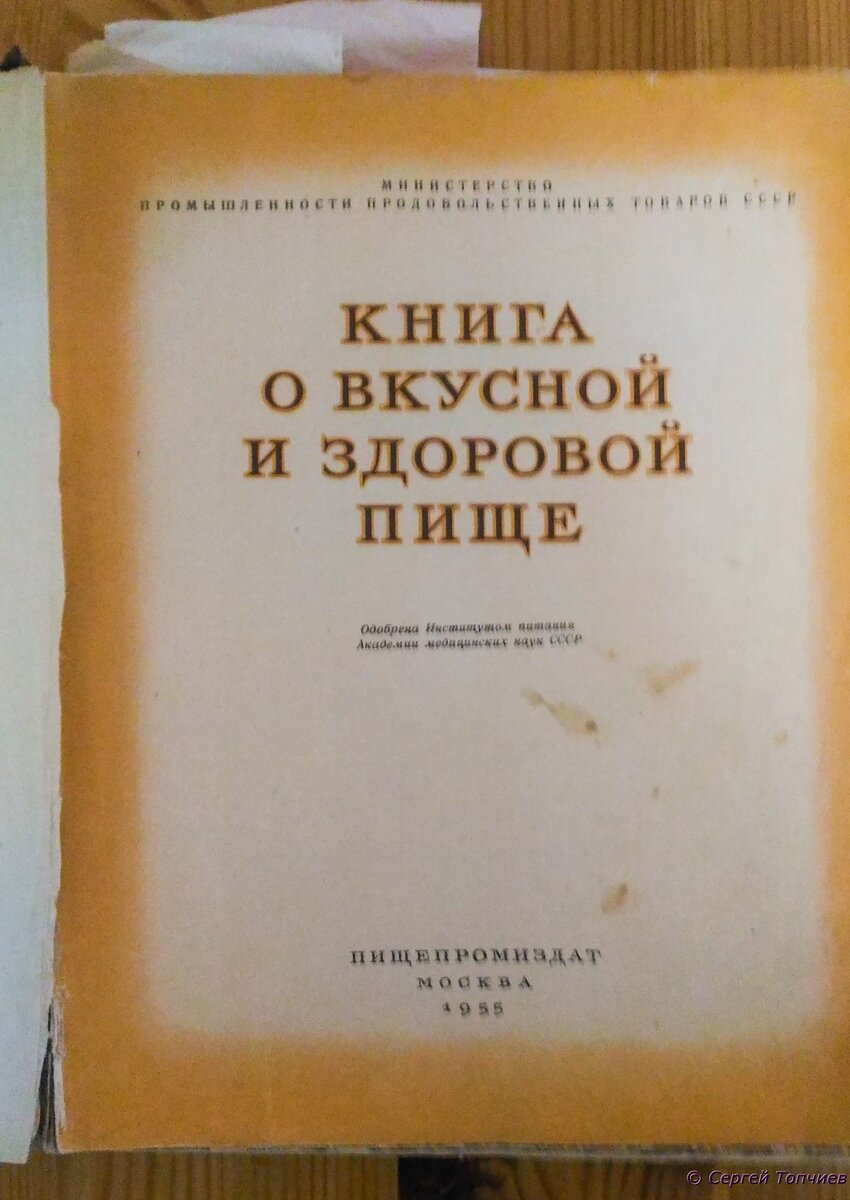 МИНИСТЕРСТВО
ПРОМЫШЛЕННОСТИ ПРОДОВОЛЬСТВЕННЫХ ТОВАРОВ СССР
КНИГА
О ВКУСНОЙ
И ЗДОРОВОЙ
ПИЩЕ
Одобрена Институтом питания
Академии медицинских наук СССР
ПИЩЕПРОМИЗДАТ
МОСКВА
1955
© Сергей Топчиев